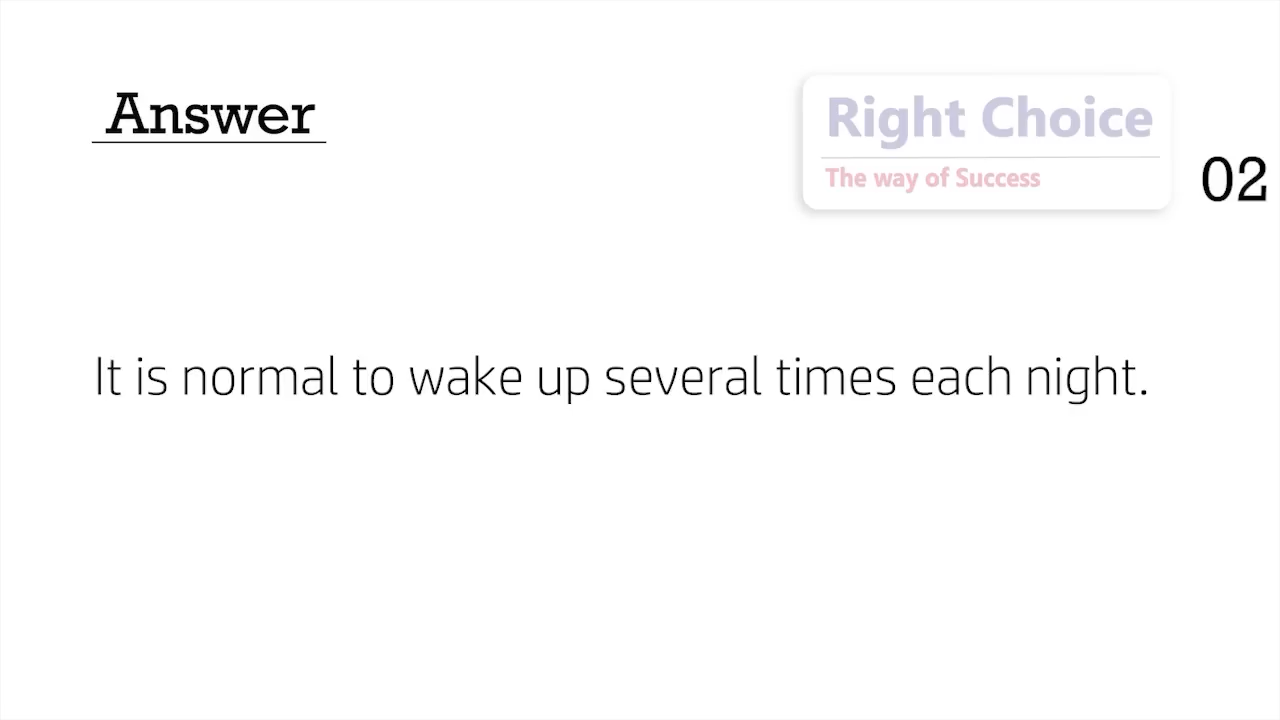 Answer
Right Choice
The way of Success
02
It is normal to wake up several times each night.